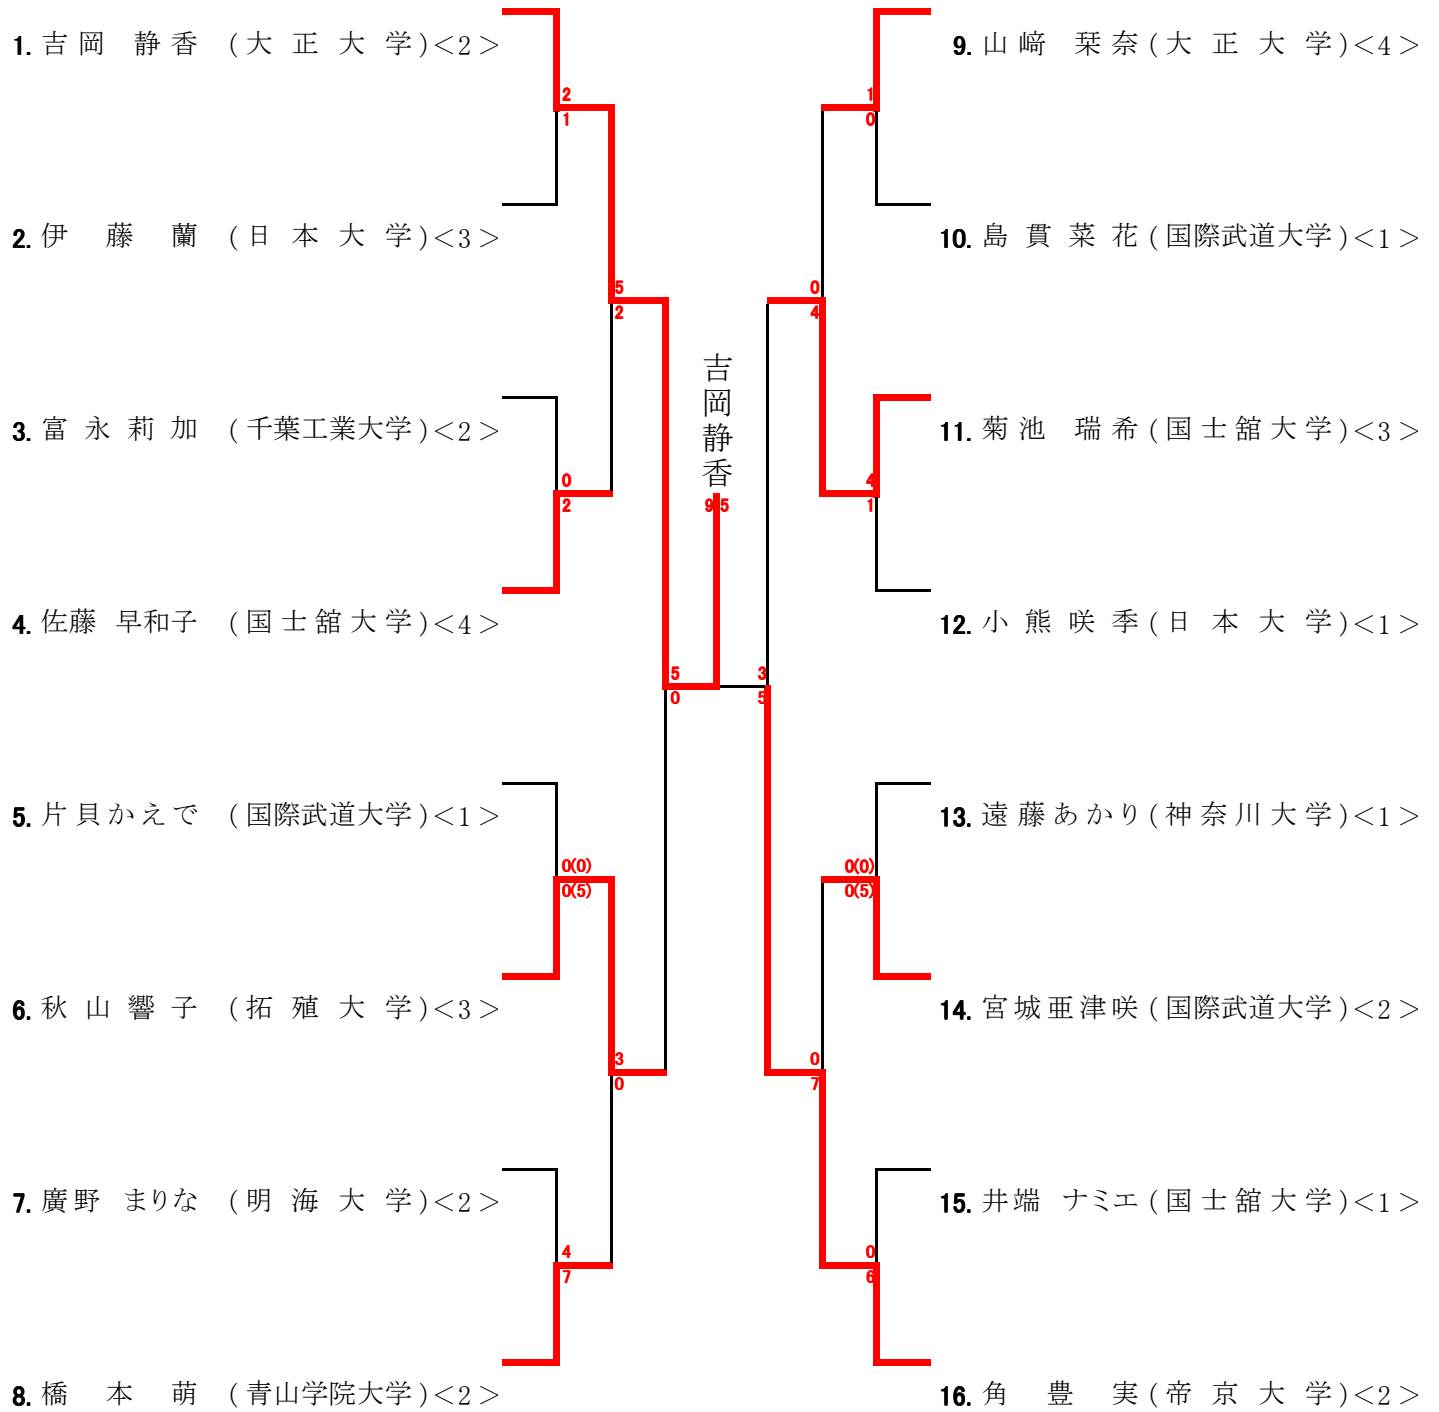 1. 吉岡 静香 (大正大学)<2>
2
1
2. 伊藤蘭 (日本大学)<3>
5
2
3. 富永莉加 (千葉工業大学)<2>
0
2
4. 佐藤 早和子 (国士舘大学)<4>
5
0
5. 片貝かえで (国際武道大学)<1>
0(0)
0(5)
6. 秋山響子 (拓殖大学)<3>
3
0
7. 廣野 まりな (明海大学)<2>
4
7
8. 橋本萌 (青山学院大学)<2>
吉岡静香
9 5
9. 山﨑 栞奈 (大正大学)<4>
1
0
10. 島貫菜花 (国際武道大学)<1>
0
4
11. 菊池 瑞希 (国士舘大学)<3>
4
1
12. 小熊咲季 (日本大学)<1>
3
5
13. 遠藤あかり (神奈川大学)<1>
0(0)
0(5)
14. 宮城亜津咲 (国際武道大学)<2>
0
7
15. 井端 ナミエ (国士舘大学)<1>
0
6
16. 角豊実 (帝京大学)<2>